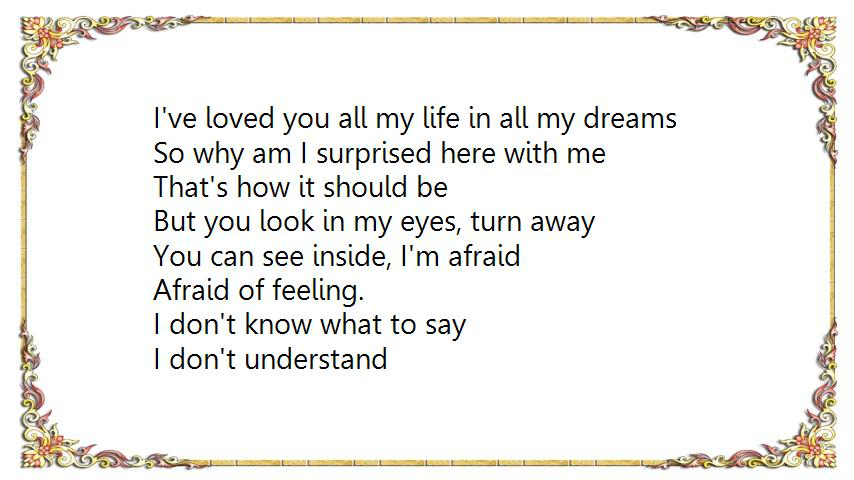 I've loved you all my life in all my dreams
So why am I surprised here with me
That's how it should be
But you look in my eyes, turn away
You can see inside, I'm afraid
Afraid of feeling.
I don't know what to say
I don't understand